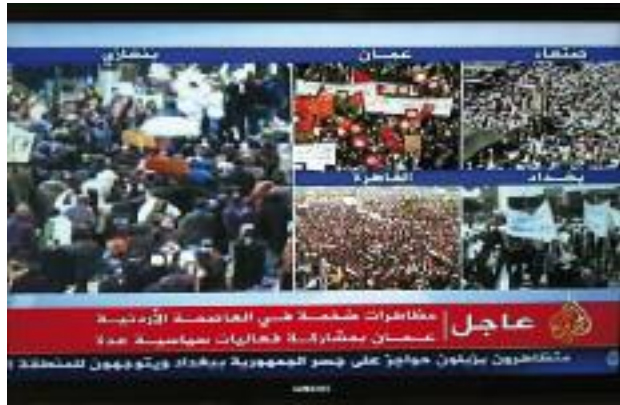 صنعاء
عمان
بنغازي
بغداد
القاهرة
عاجل
مظاهرات ضخمة في العاصمة الأردنية
عمان بمشاركة فعاليات سياسية عدة
متظاهرون يزيلون حواجز على جسر الجمهورية ببغداد ويتوجهون للمنطقة